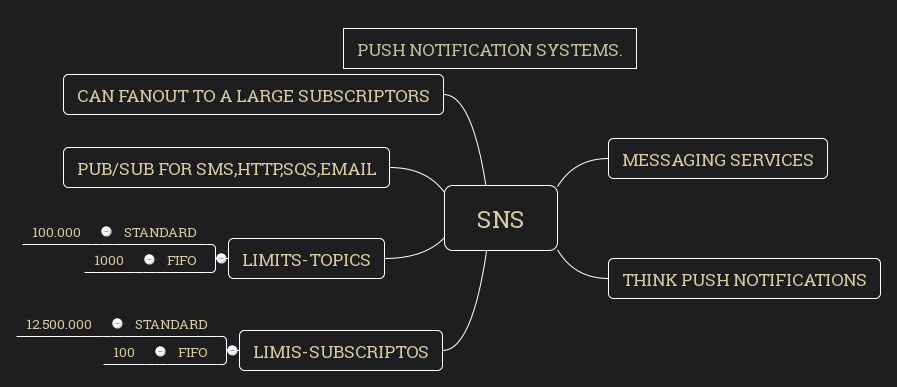 PUSH NOTIFICATION SYSTEMS.
CAN FANOUT TO A LARGE SUBSCRIPTORS
PUB/SUB FOR SMS,HTTP,SQS,EMAIL
MESSAGING SERVICES
SNS
100.000 STANDARD
1000 FIFO
LIMITS-TOPICS
THINK PUSH NOTIFICATIONS
12.500.000 STANDARD
100 FIFO
LIMIS-SUBSCRIPTOS